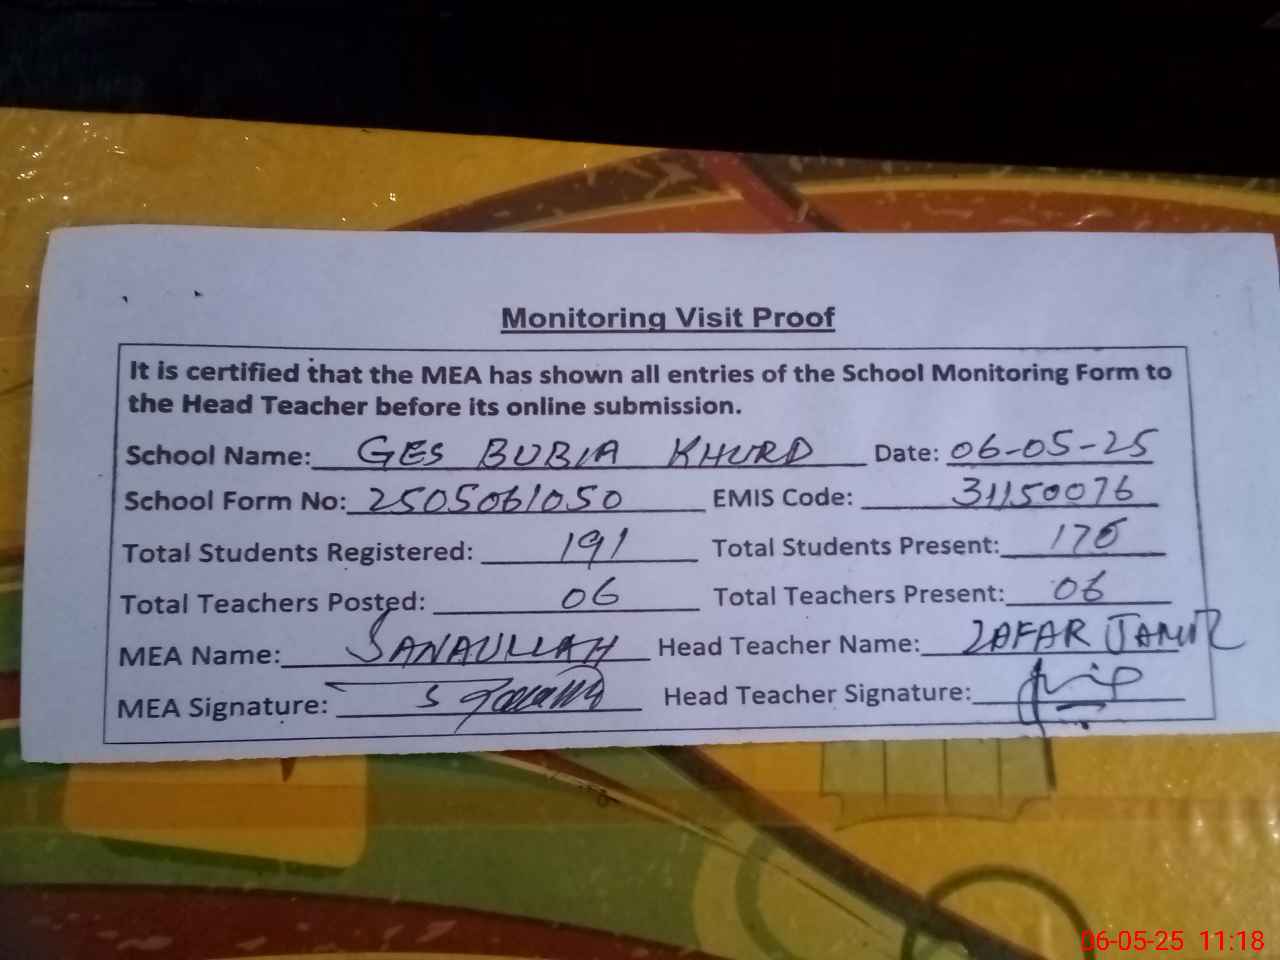 Monitoring Visit Proof
It is certified that the MEA has shown all entries of the School Monitoring Form to
the Head Teacher before its online submission.
School Name: GES BUBIA KHURD Date: 06-05-25
School Form No: 2505061050 EMIS Code: 31150076
Total Students Registered: 191 Total Students Present:
Total Teachers Posted: 06 Total Teachers Present: 06
MEA Name: SANAULLAH Head Teacher Name: ZAFAR
MEA Signature: Head Teacher Signature:
06-05-25 11:18